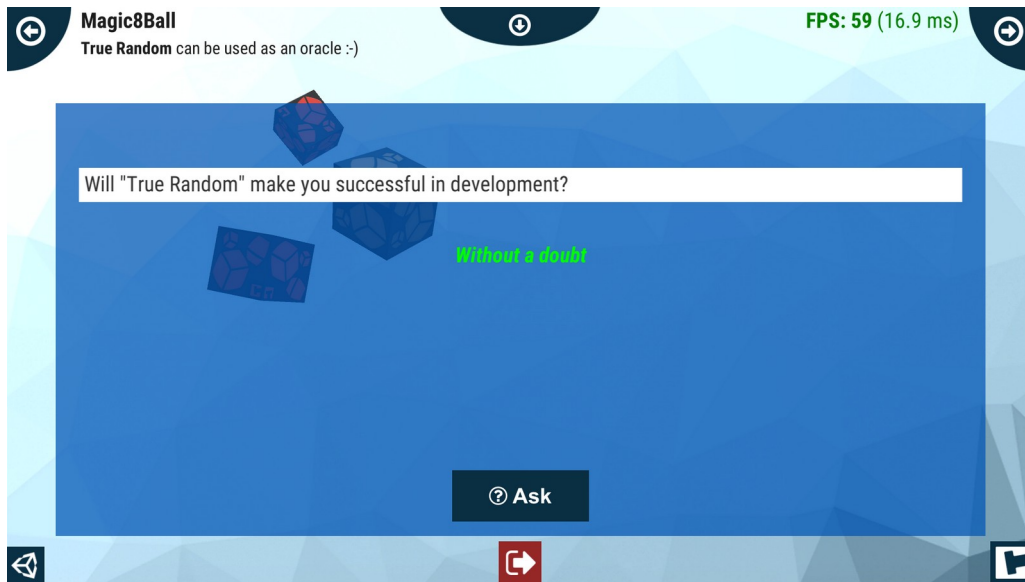 Magic8Ball
FPS: 59 (16.9 ms)
True Random can be used as an oracle :-)
Will "True Random" make you successful in development?
Without a doubt
Ask